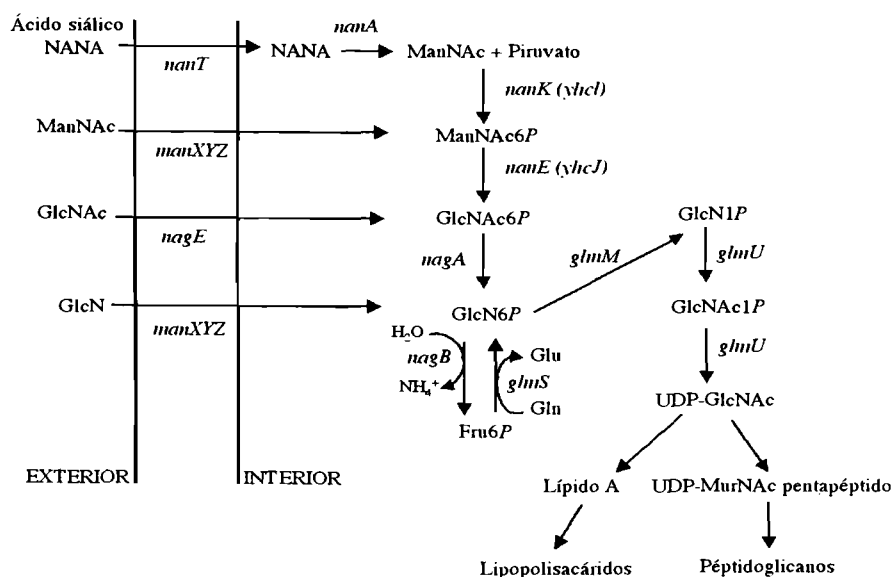 Ácido siálico
NANA
nanT
NANA
nanA
ManNAc + Piruvato
nanK (yhcI)
ManNAc
manXYZ
ManNAc6P
nanE (yhcJ)
GlcNAc
nagE
GlcNAc6P
nagA
glmM
GlcN1P
glmU
GlcN
manXYZ
GlcN6P
GlcNAc1P
H2O
nagB
NH4+
Glu
glmS
Gln
glmU
Fru6P
UDP-GlcNAc
EXTERIOR
INTERIOR
Lípido A
UDP-MurNAc pentapéptido
Lipopolisacáridos
Péptidoglicanos